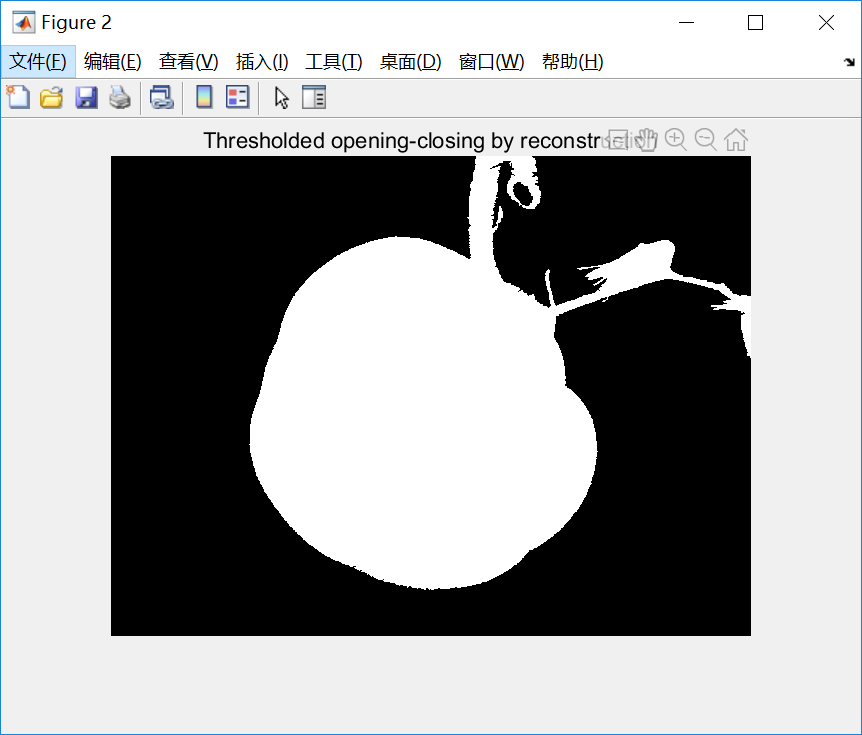 Figure 2
文件(F) 编辑(E) 查看(V) 插入(I) 工具(T) 桌面(D) 窗口(W) 帮助(H)
Thresholded opening-closing by reconstruction